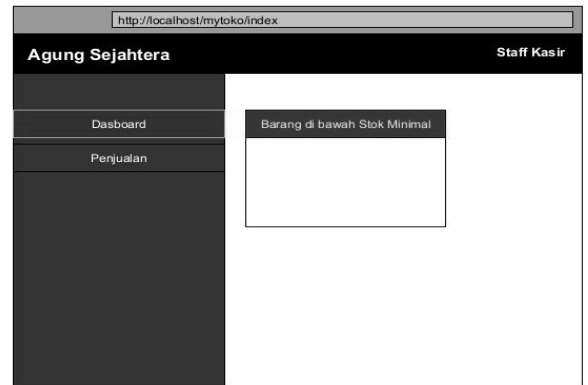 http://localhost/mytoko/index
Agung Sejahtera
Staff Kasir
Dasboard
Penjualan
Barang di bawah Stok Minimal